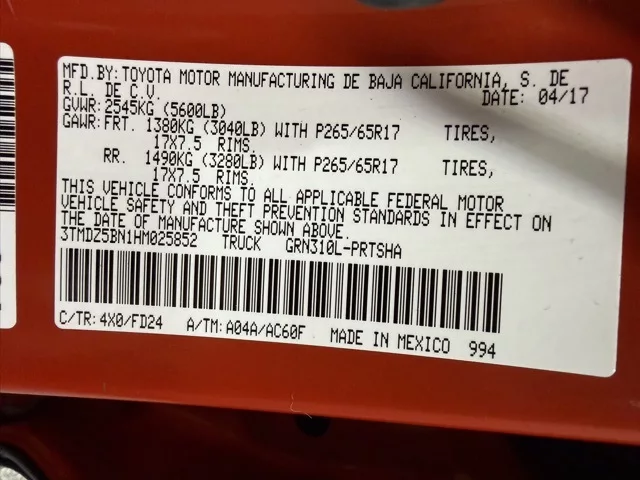 MFD.BY:TOYOTA MOTOR MANUFACTURING DE BAJA CALIFORNIA, S. DE
R.L. DE C.V. DATE: 04/17
GVWR:2545KG (5600LB)
GAWR:FRT. 1380KG (3040LB) WITH P265/65R17 TIRES,
17X7.5 RIMS.
RR. 1490KG (3280LB) WITH P265/65R17 TIRES,
17X7.5 RIMS.
THIS VEHICLE CONFORMS TO ALL APPLICABLE FEDERAL MOTOR
VEHICLE SAFETY AND THEFT PREVENTION STANDARDS IN EFFECT ON
THE DATE OF MANUFACTURE SHOWN ABOVE.
3TMDZ5BN1HM025852 TRUCK GRN310L-PRTSHA
C/TR: 4X0/FD24 A/TM: A04A/AC60F MADE IN MEXICO 994